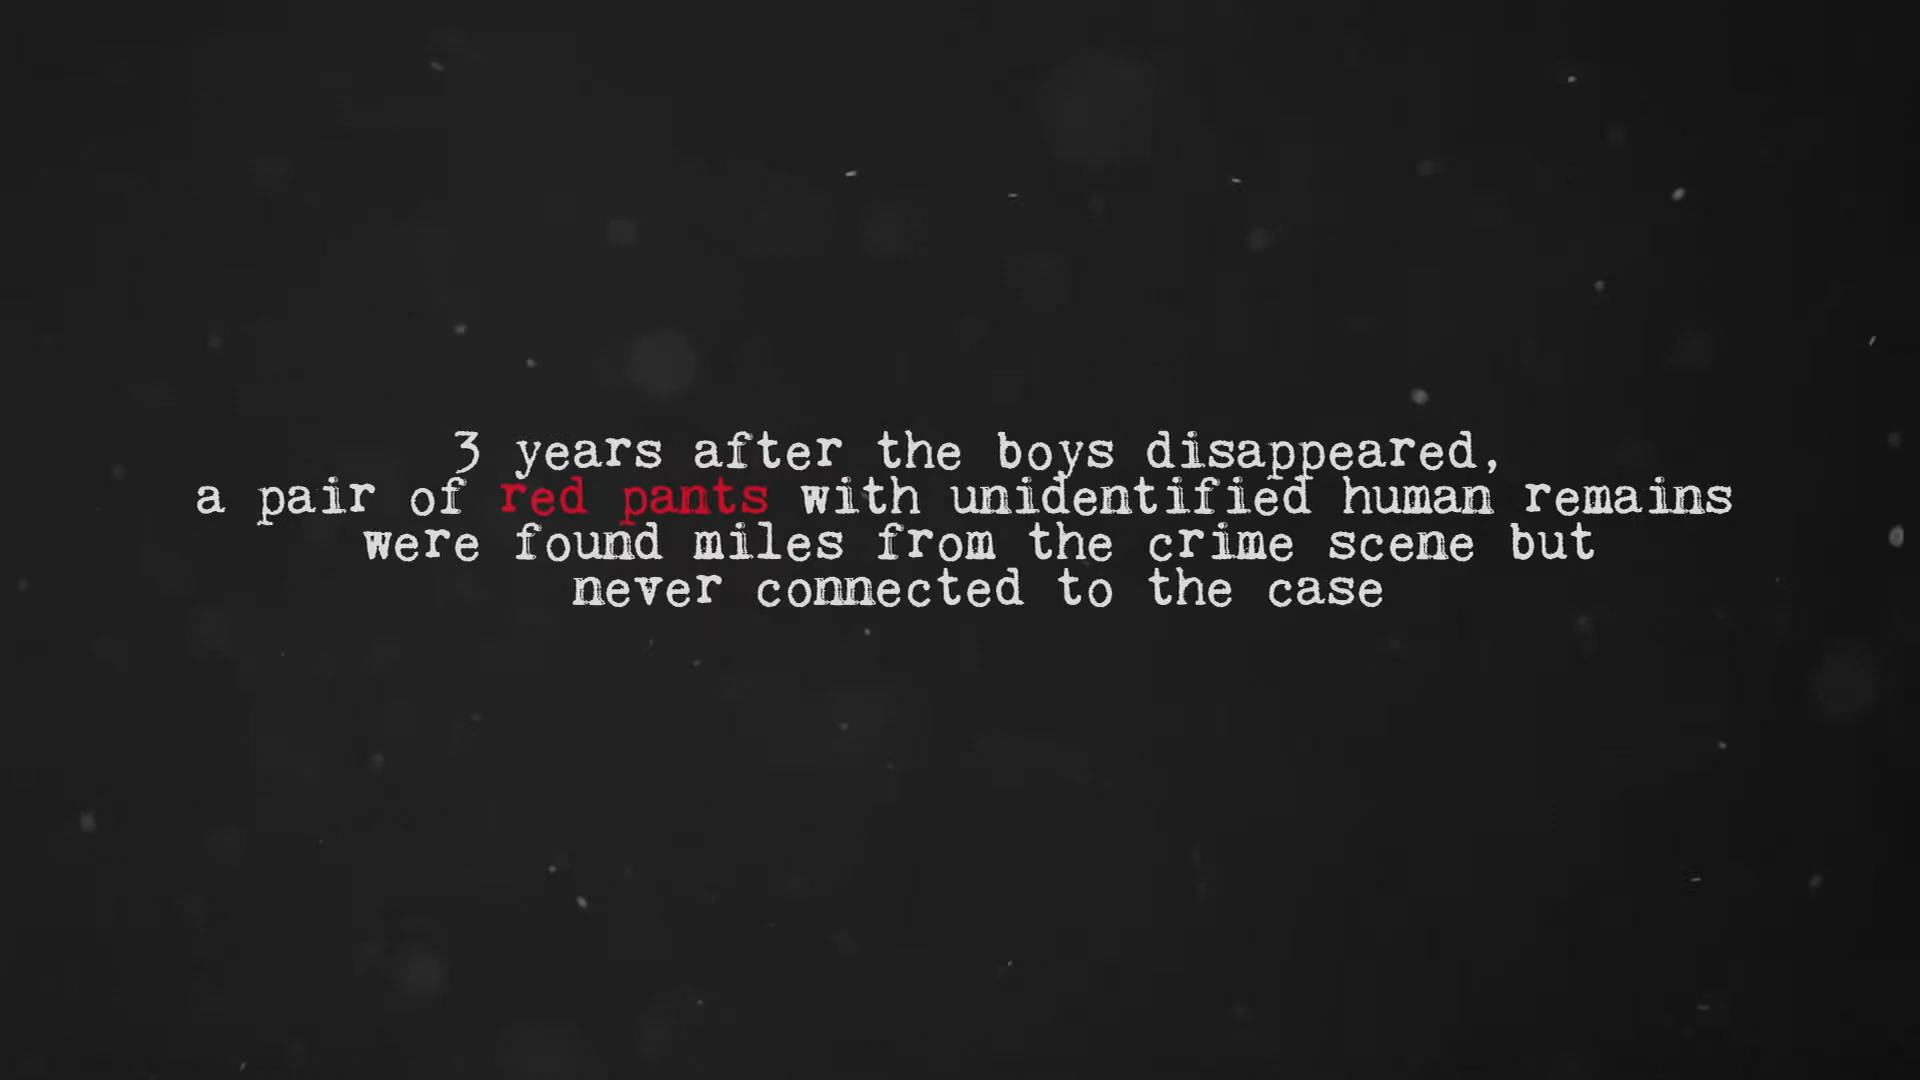 3 years after the boys disappeared,
a pair of red pants with unidentified human remains
were found miles from the crime scene but
never connected to the case